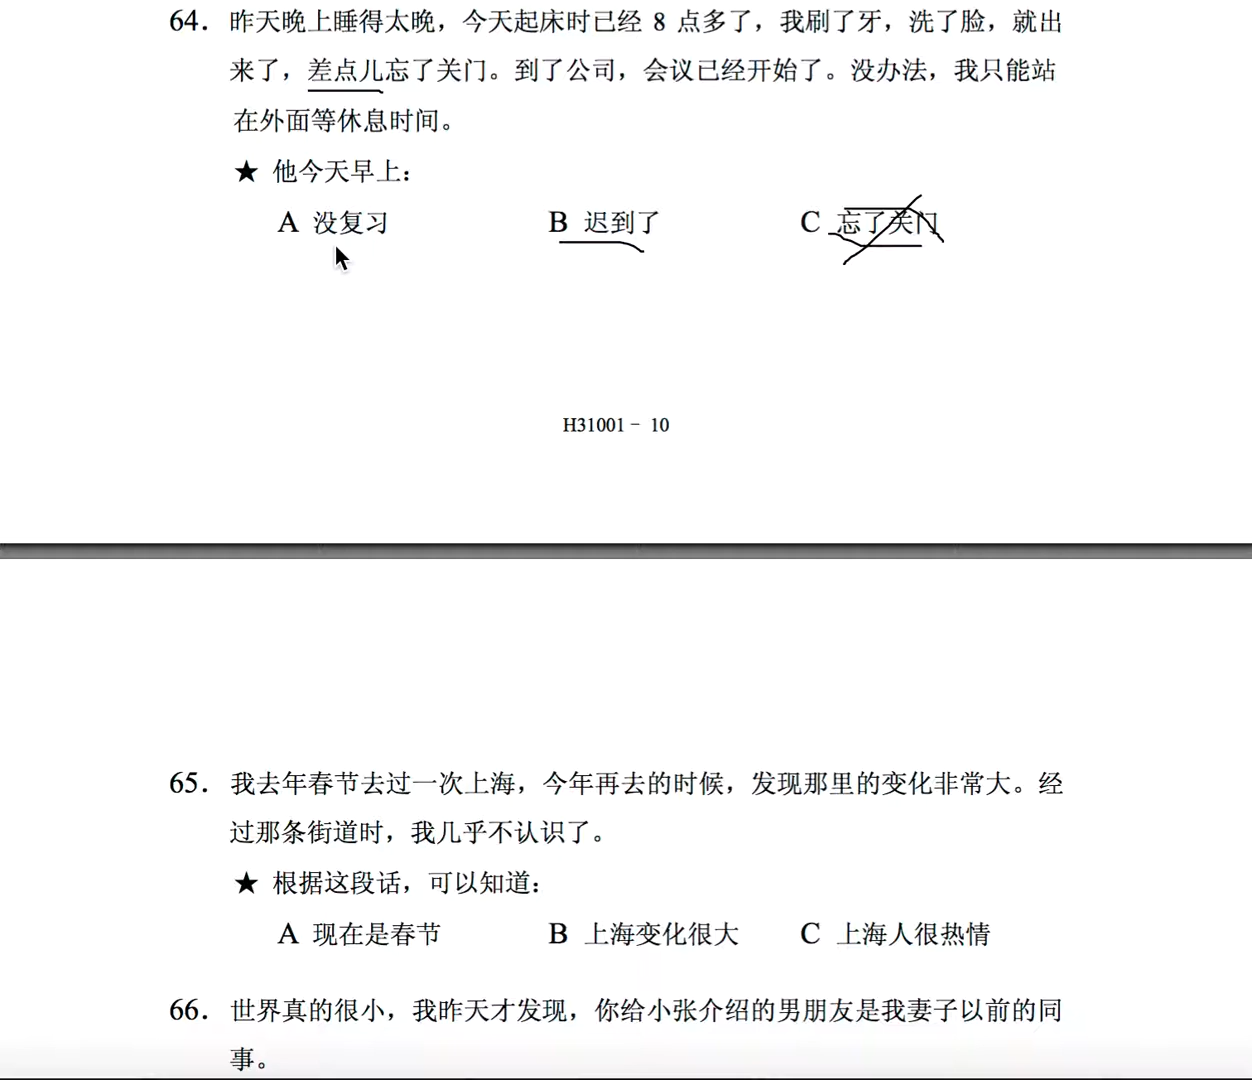 64. 昨天晚上睡得太晚，今天起床时已经 8 点多了，我刷了牙，洗了脸，就出
来了，差点儿忘了关门。到了公司，会议已经开始了。没办法，我只能站
在外面等休息时间。
★ 他今天早上：
A 没复习 B 迟到了 C 忘了关门
H31001－ 10
65. 我去年春节去过一次上海，今年再去的时候，发现那里的变化非常大。经
过那条街道时，我几乎不认识了。
★ 根据这段话，可以知道：
A 现在是春节 B 上海变化很大 C 上海人很热情
66. 世界真的很小，我昨天才发现，你给小张介绍的男朋友是我妻子以前的同
事。